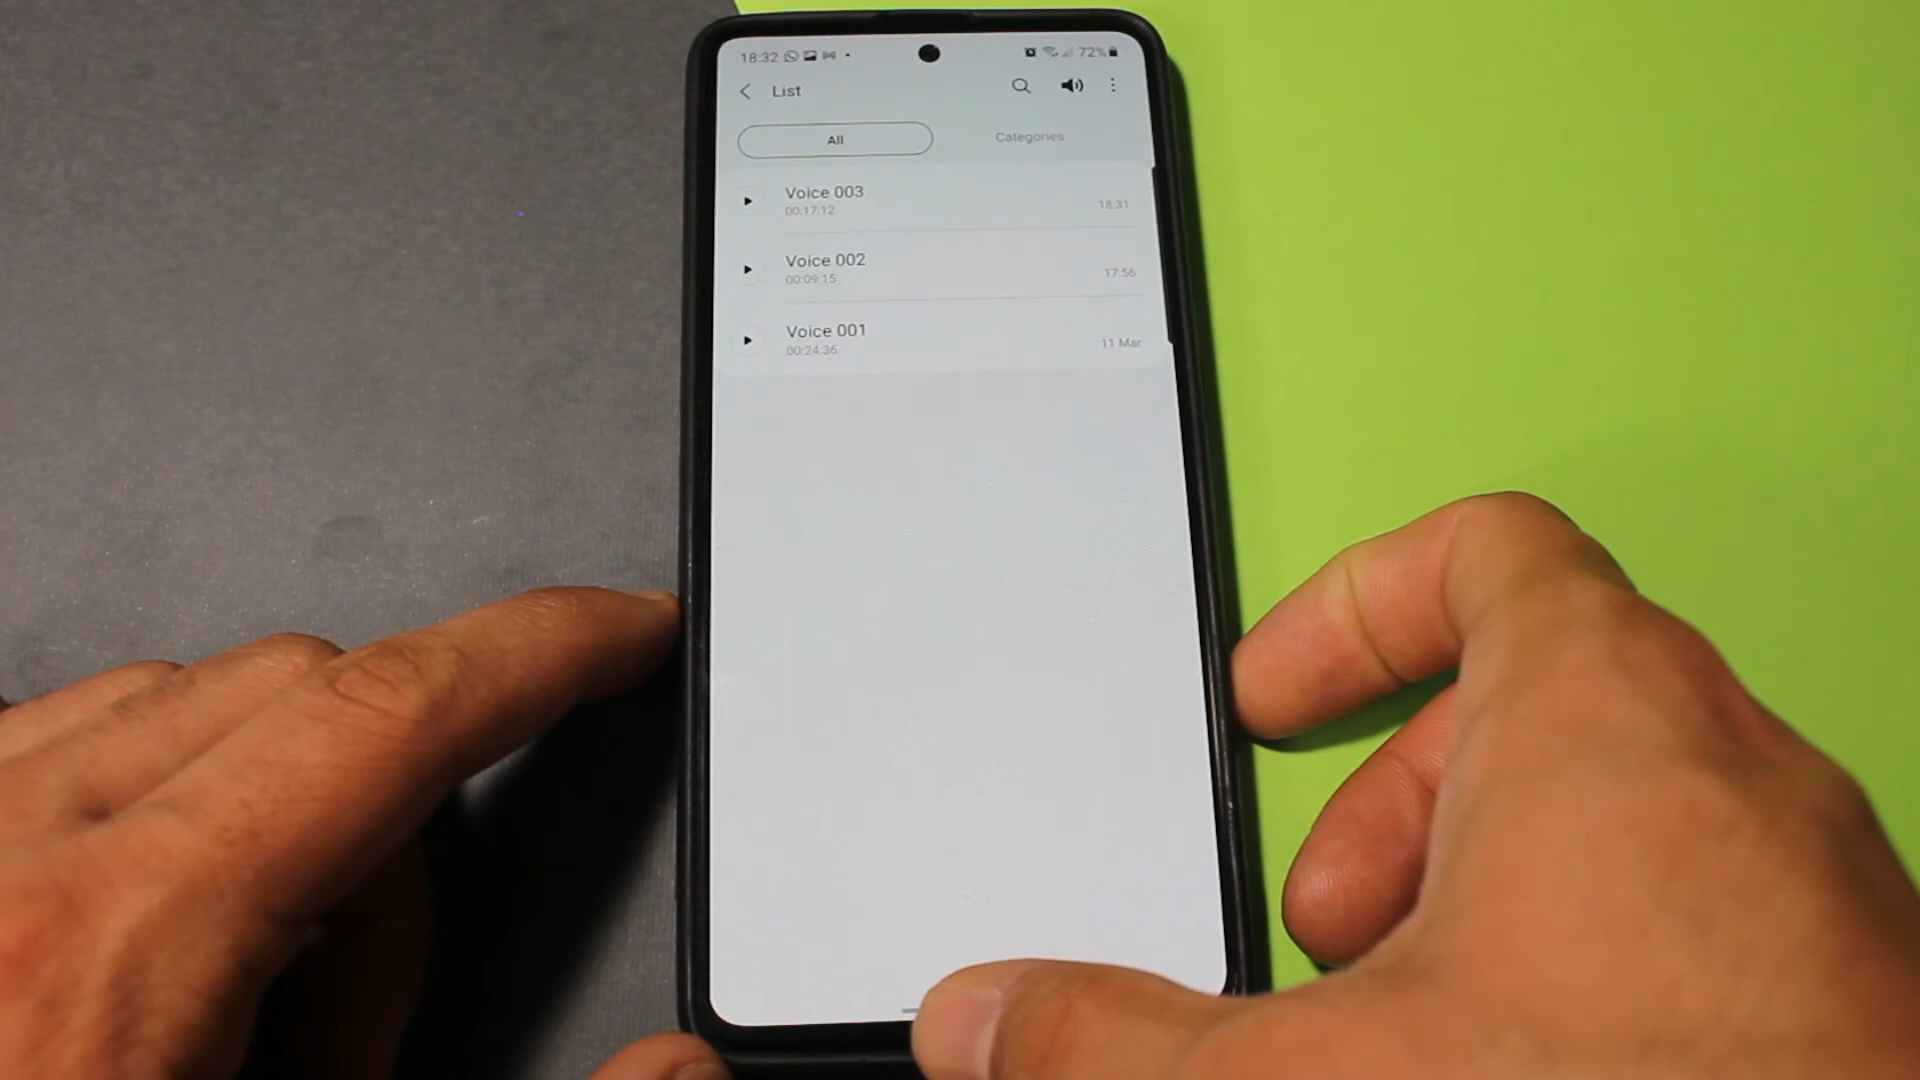 18:32 72%
List
All Categories
Voice 003
00:17:12 18:31
Voice 002
00:09:15 17:56
Voice 001
00:24:36 11 Mar